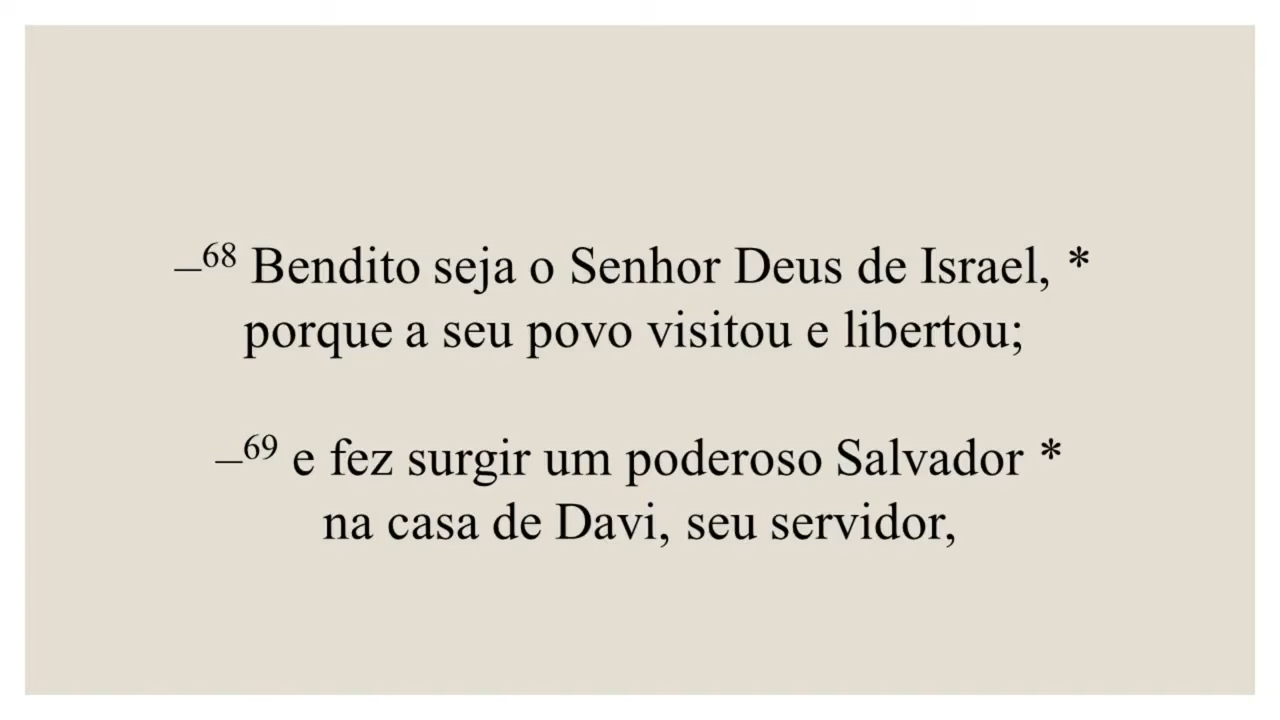 –⁶⁸ Bendito seja o Senhor Deus de Israel, *
porque a seu povo visitou e libertou;
–⁶⁹ e fez surgir um poderoso Salvador *
na casa de Davi, seu servidor,